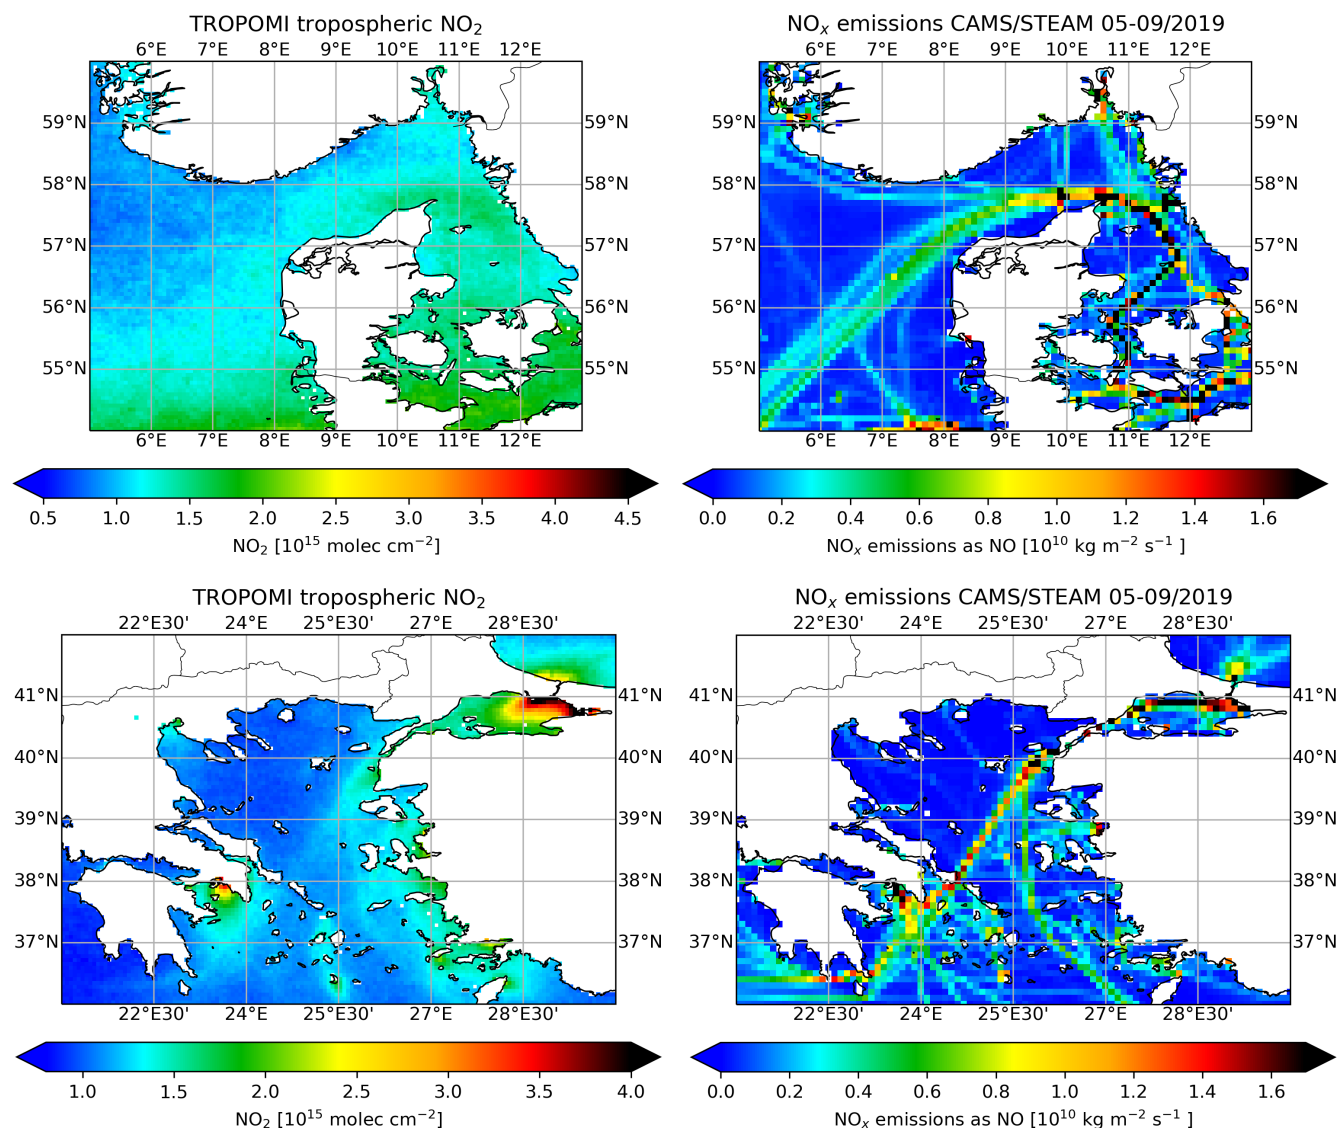 TROPOMI tropospheric NO₂
NOₓ emissions CAMS/STEAM 05-09/2019
6°E 7°E 8°E 9°E 10°E 11°E 12°E
6°E 7°E 8°E 9°E 10°E 11°E 12°E
59°N 59°N 59°N 59°N
58°N 58°N 58°N 58°N
57°N 57°N 57°N 57°N
56°N 56°N 56°N 56°N
55°N 55°N 55°N 55°N
6°E 7°E 8°E 9°E 10°E 11°E 12°E
6°E 7°E 8°E 9°E 10°E 11°E 12°E
0.5 1.0 1.5 2.0 2.5 3.0 3.5 4.0 4.5
0.0 0.2 0.4 0.6 0.8 1.0 1.2 1.4 1.6
NO₂ [10¹⁵ molec cm⁻²]
NOₓ emissions as NO [10¹⁰ kg m⁻² s⁻¹ ]
TROPOMI tropospheric NO₂
NOₓ emissions CAMS/STEAM 05-09/2019
22°E30' 24°E 25°E30' 27°E 28°E30'
22°E30' 24°E 25°E30' 27°E 28°E30'
41°N 41°N 41°N 41°N
40°N 40°N 40°N 40°N
39°N 39°N 39°N 39°N
38°N 38°N 38°N 38°N
37°N 37°N 37°N 37°N
22°E30' 24°E 25°E30' 27°E 28°E30'
22°E30' 24°E 25°E30' 27°E 28°E30'
1.0 1.5 2.0 2.5 3.0 3.5 4.0
0.0 0.2 0.4 0.6 0.8 1.0 1.2 1.4 1.6
NO₂ [10¹⁵ molec cm⁻²]
NOₓ emissions as NO [10¹⁰ kg m⁻² s⁻¹ ]